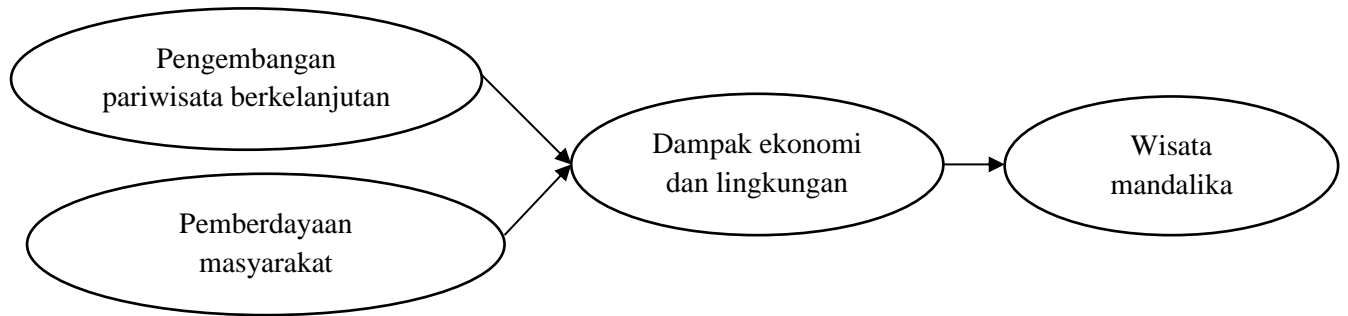 Pengembangan
pariwisata berkelanjutan
Pemberdayaan
masyarakat
Dampak ekonomi
dan lingkungan
Wisata
mandalika